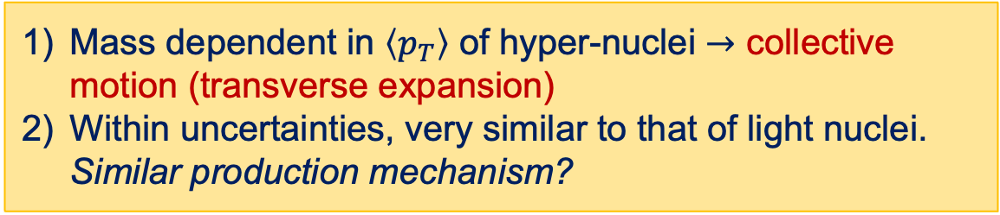 1) Mass dependent in ⟨p_T⟩ of hyper-nuclei → collective
motion (transverse expansion)
2) Within uncertainties, very similar to that of light nuclei.
Similar production mechanism?